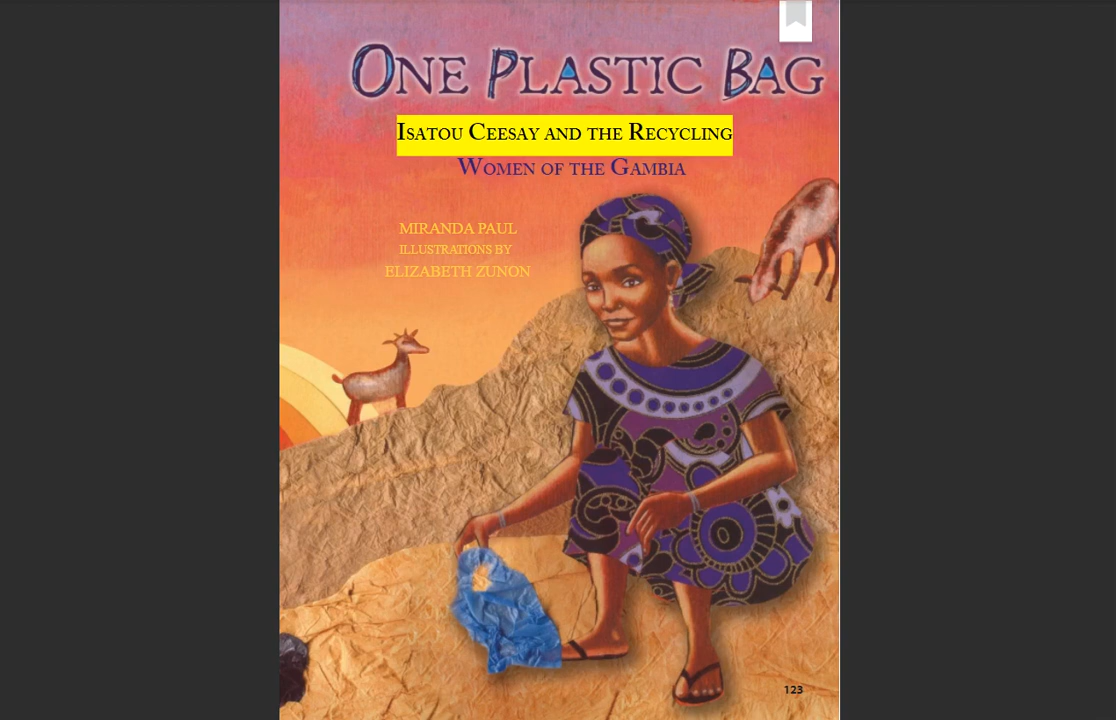 One Plastic Bag
Isatou Ceesay and the Recycling
Women of the Gambia
MIRANDA PAUL
ILLUSTRATIONS BY
ELIZABETH ZUNON
123